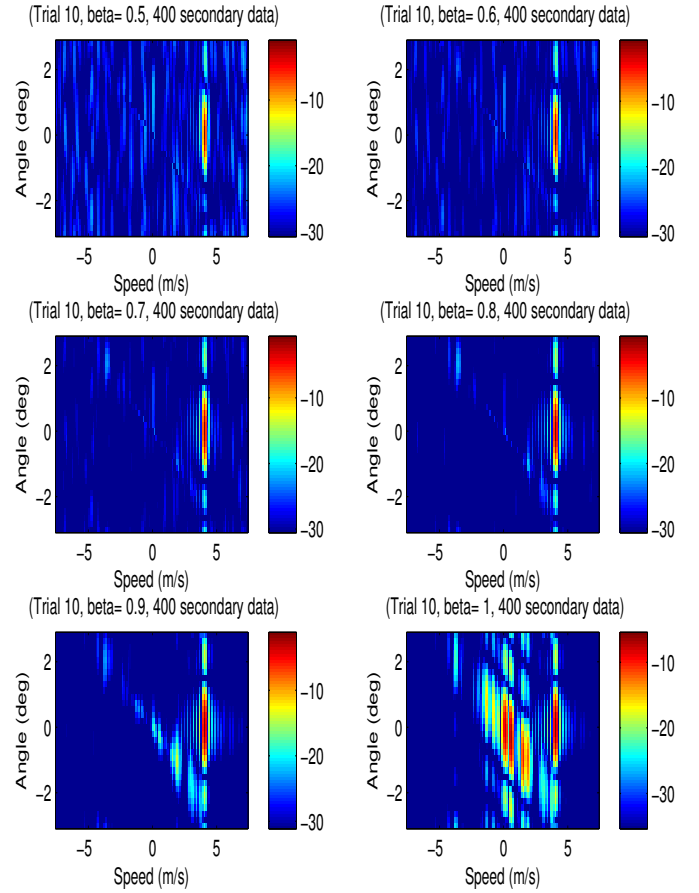 (Trial 10, beta= 0.5, 400 secondary data)
Angle (deg)
2
0
−2
−5 0 5
Speed (m/s)
−10
−20
−30
(Trial 10, beta= 0.6, 400 secondary data)
Angle (deg)
2
0
−2
−5 0 5
Speed (m/s)
−10
−20
−30
(Trial 10, beta= 0.7, 400 secondary data)
Angle (deg)
2
0
−2
−5 0 5
Speed (m/s)
−10
−20
−30
(Trial 10, beta= 0.8, 400 secondary data)
Angle (deg)
2
0
−2
−5 0 5
Speed (m/s)
−10
−20
−30
(Trial 10, beta= 0.9, 400 secondary data)
Angle (deg)
2
0
−2
−5 0 5
Speed (m/s)
−10
−20
−30
(Trial 10, beta= 1, 400 secondary data)
Angle (deg)
2
0
−2
−5 0 5
Speed (m/s)
−10
−20
−30